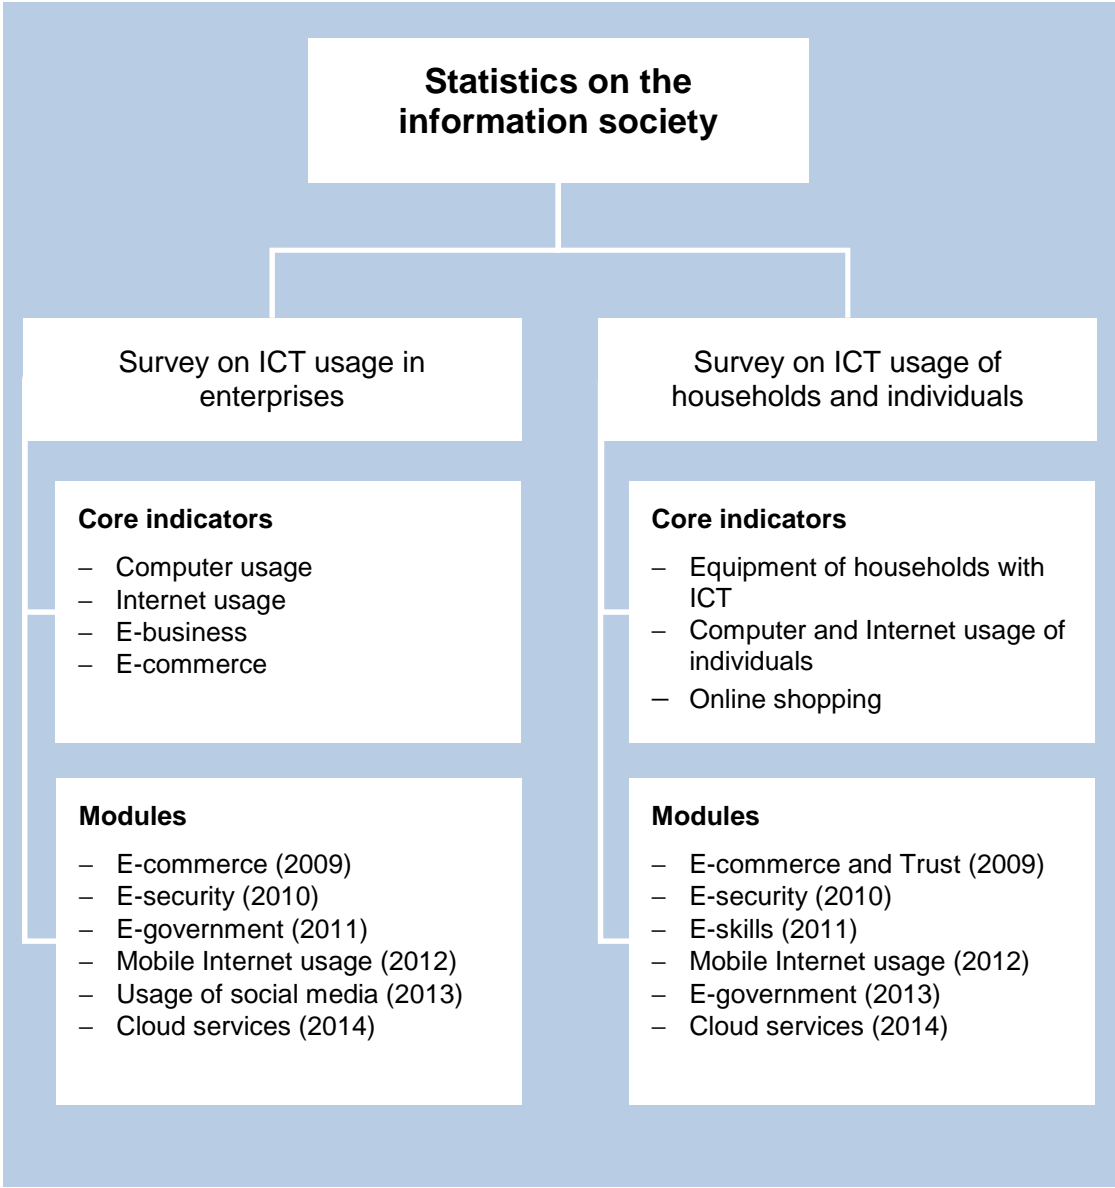 Statistics on the
information society
Survey on ICT usage in
enterprises
Core indicators
– Computer usage
– Internet usage
– E-business
– E-commerce
Modules
– E-commerce (2009)
– E-security (2010)
– E-government (2011)
– Mobile Internet usage (2012)
– Usage of social media (2013)
– Cloud services (2014)
Survey on ICT usage of
households and individuals
Core indicators
– Equipment of households with
ICT
– Computer and Internet usage of
individuals
– Online shopping
Modules
– E-commerce and Trust (2009)
– E-security (2010)
– E-skills (2011)
– Mobile Internet usage (2012)
– E-government (2013)
– Cloud services (2014)